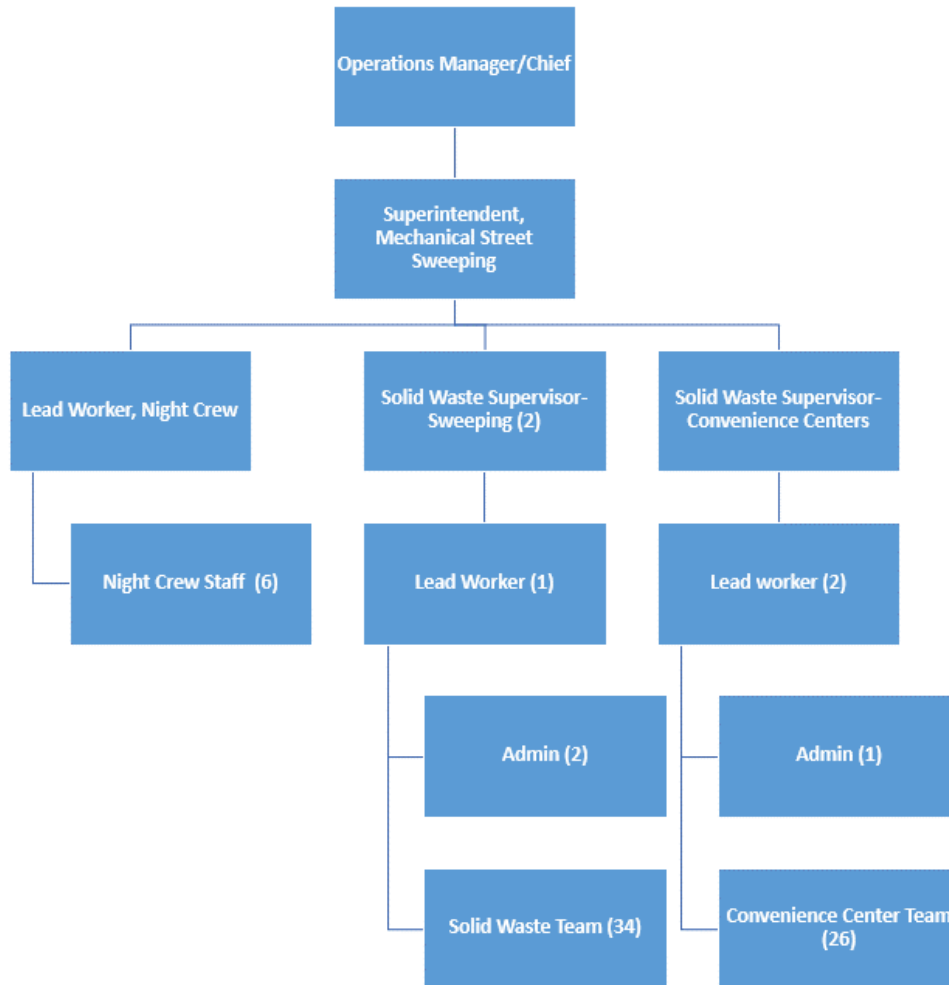 Operations Manager/Chief
Superintendent,
Mechanical Street
Sweeping
Lead Worker, Night Crew
Solid Waste Supervisor-
Sweeping (2)
Solid Waste Supervisor-
Convenience Centers
Night Crew Staff (6)
Lead Worker (1)
Lead worker (2)
Admin (2)
Admin (1)
Solid Waste Team (34)
Convenience Center Team
(26)